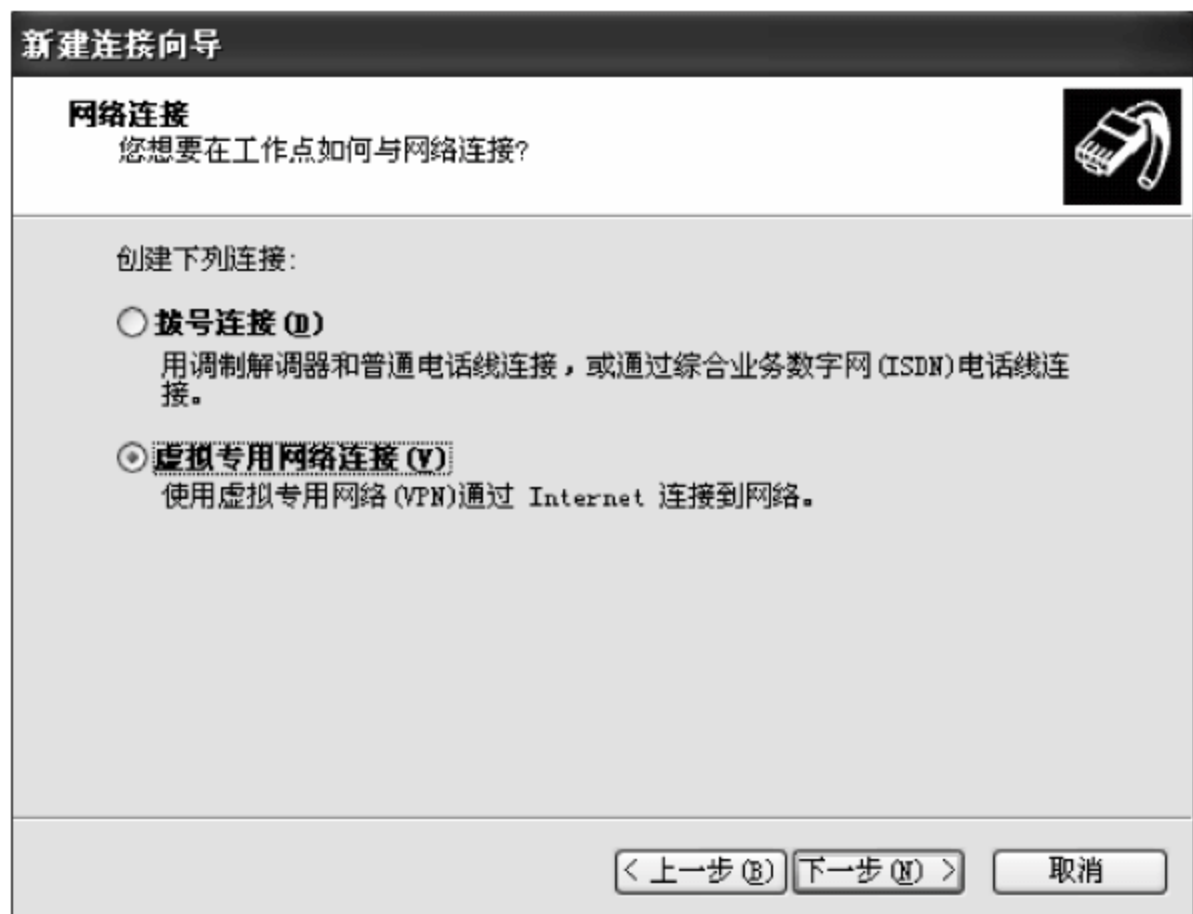 新建连接向导
网络连接
您想要在工作点如何与网络连接?
创建下列连接:
拨号连接(D)
用调制解调器和普通电话线连接，或通过综合业务数字网(ISDN)电话线连
接。
虚拟专用网络连接(V)
使用虚拟专用网络(VPN)通过 Internet 连接到网络。
< 上一步(B) 下一步(N) > 取消